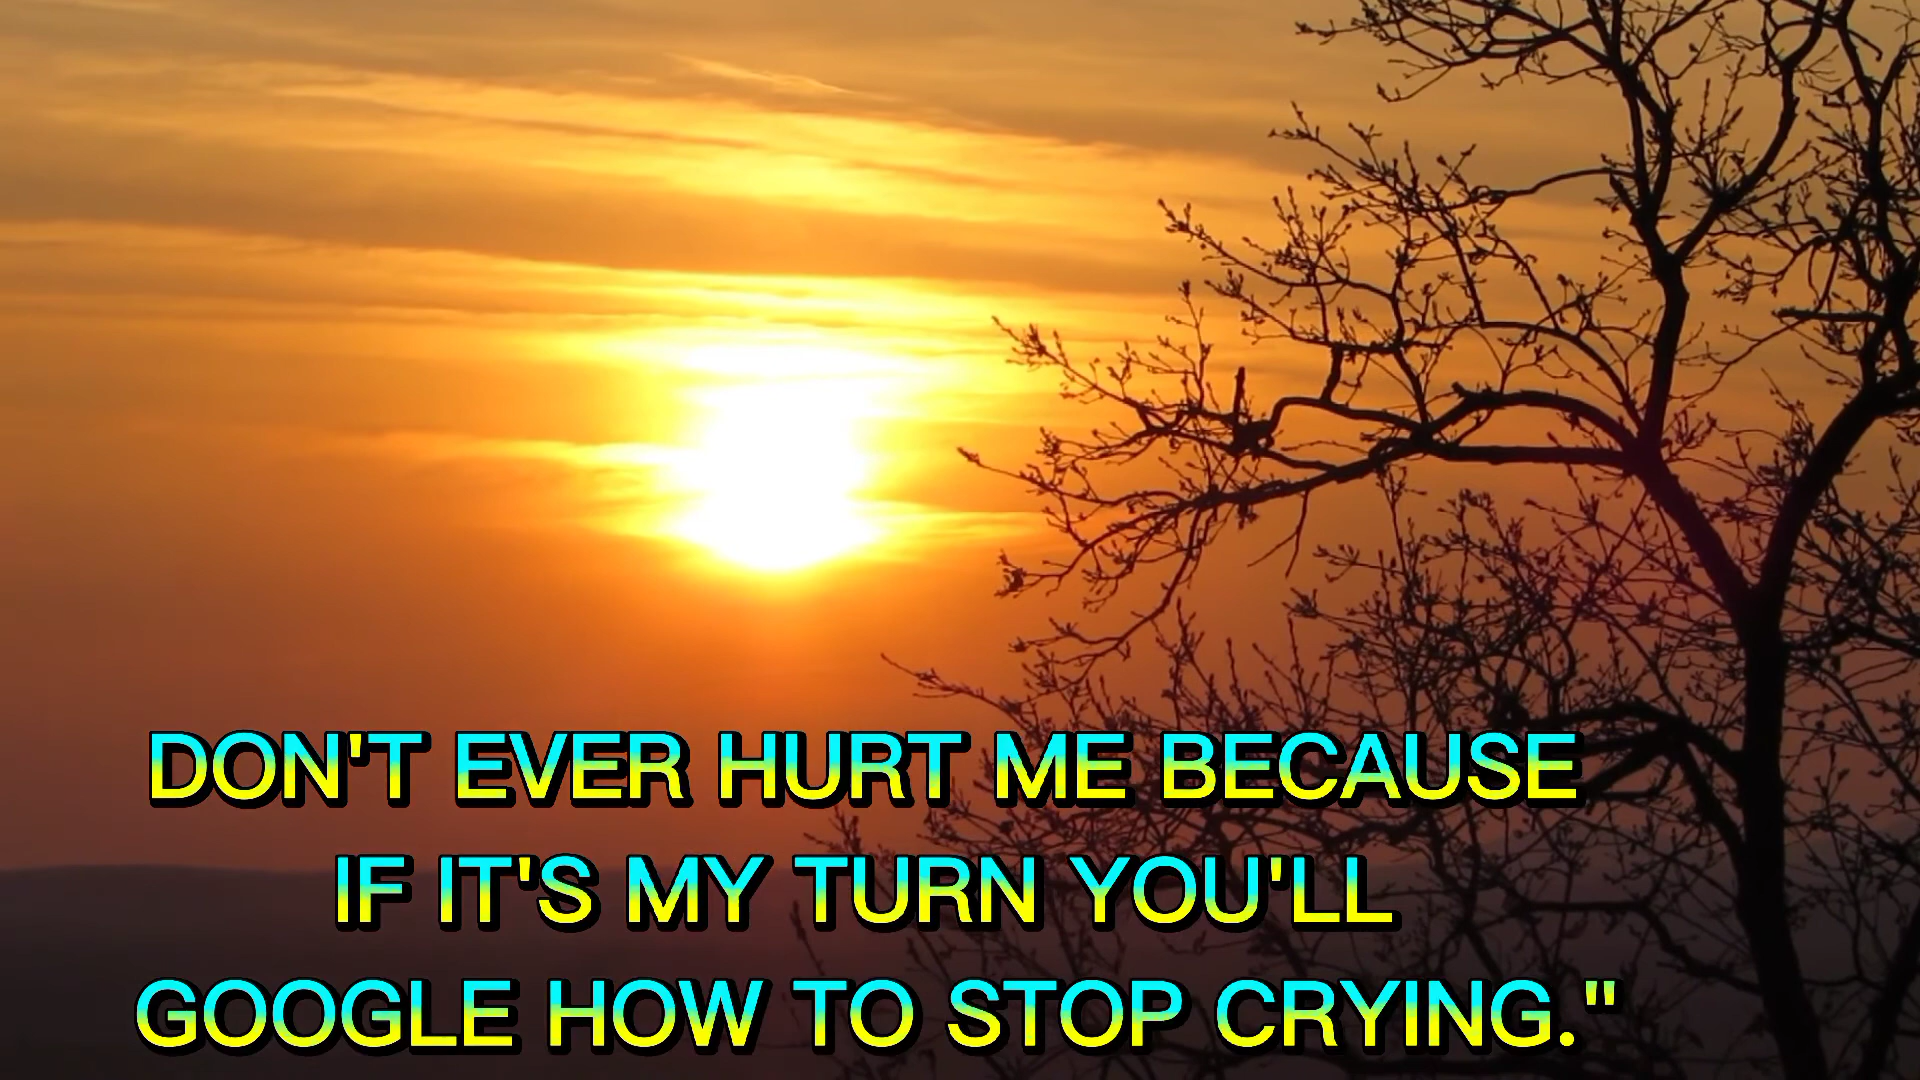 DON'T EVER HURT ME BECAUSE
IF IT'S MY TURN YOU'LL
GOOGLE HOW TO STOP CRYING."